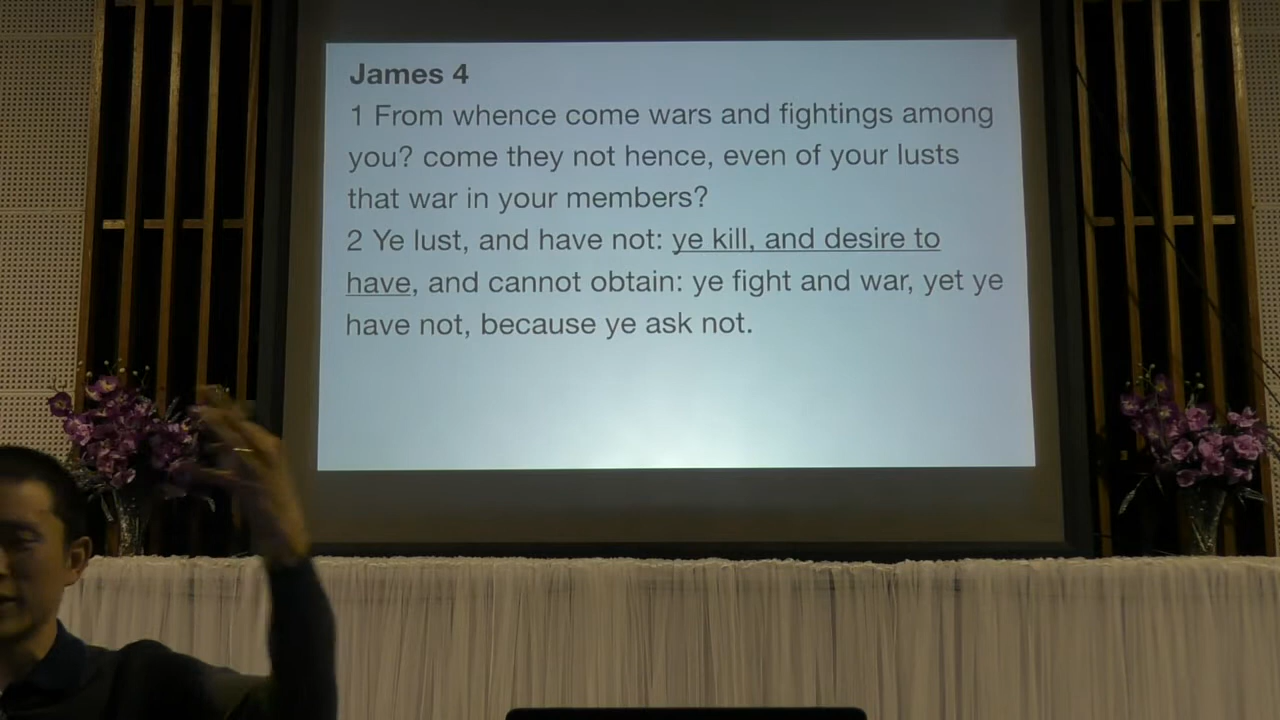 James 4
1 From whence come wars and fightings among
you? come they not hence, even of your lusts
that war in your members?
2 Ye lust, and have not: ye kill, and desire to
have, and cannot obtain: ye fight and war, yet ye
have not, because ye ask not.